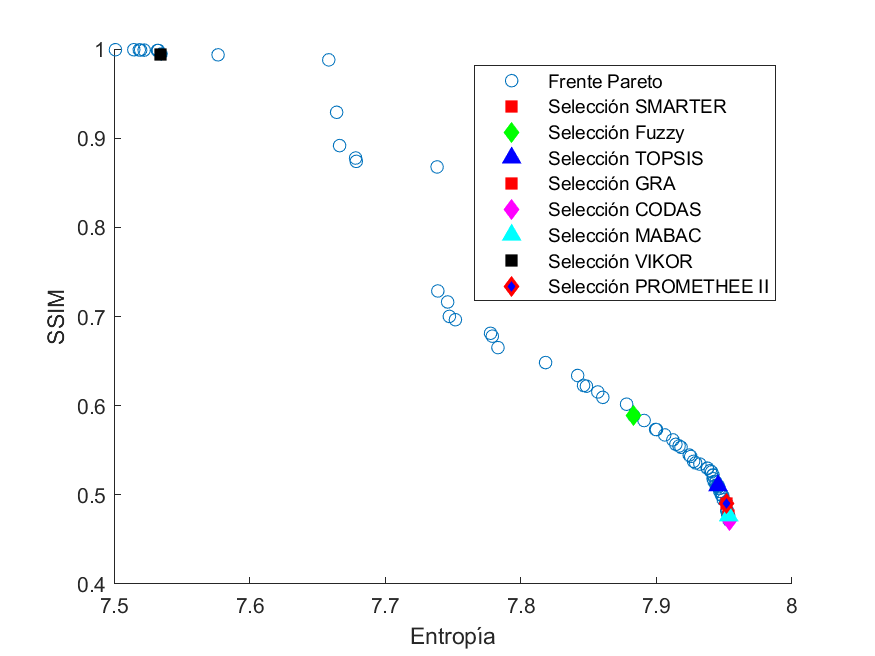 1
0.9
0.8
0.7
0.6
0.5
0.4
7.5
7.6
7.7
7.8
7.9
8
SSIM
Entropía
Frente Pareto
Selección SMARTER
Selección Fuzzy
Selección TOPSIS
Selección GRA
Selección CODAS
Selección MABAC
Selección VIKOR
Selección PROMETHEE II